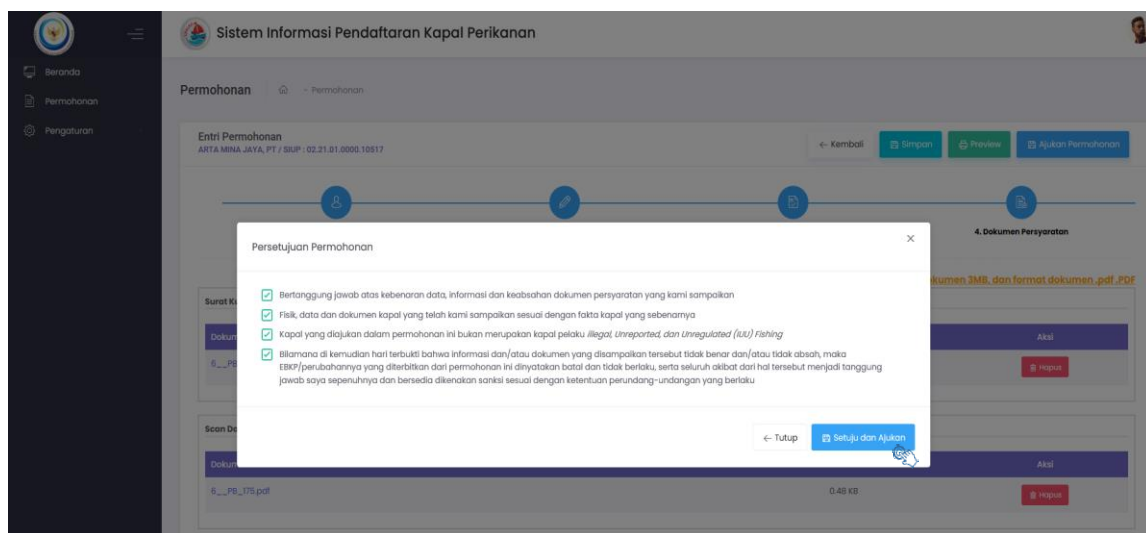 Sistem Informasi Pendaftaran Kapal Perikanan
Beranda
Permohonan
Pengaturan
Permohonan - Permohonan
Entri Permohonan
ARTA MINA JAYA, PT / SIUP : 02.21.01.0000.10517
← Kembali
Simpan
Preview
Ajukan Permohonan
4. Dokumen Persyaratan
3MB, dan format dokumen .pdf .PDF
Surat
Aksi
Hapus
Persetujuan Permohonan
Bertanggung jawab atas kebenaran data, informasi dan keabsahan dokumen persyaratan yang kami sampaikan
Fisik, data dan dokumen kapal yang telah kami sampaikan sesuai dengan fakta kapal yang sebenarnya
Kapal yang diajukan dalam permohonan ini bukan merupakan kapal pelaku illegal, Unreported, dan Unregulated (IUU) Fishing
Bilamana di kemudian hari terbukti bahwa informasi dan/atau dokumen yang disampaikan tersebut tidak benar dan/atau tidak absah, maka
EBKP/perubahannya yang diterbitkan dari permohonan ini dinyatakan batal dan tidak berlaku, serta seluruh akibat dari hal tersebut menjadi tanggung
jawab saya sepenuhnya dan bersedia dikenakan sanksi sesuai dengan ketentuan perundang-undangan yang berlaku
← Tutup
Setuju dan Ajukan
Scan
Aksi
6__PB_175.pdf
0.48 KB
Hapus